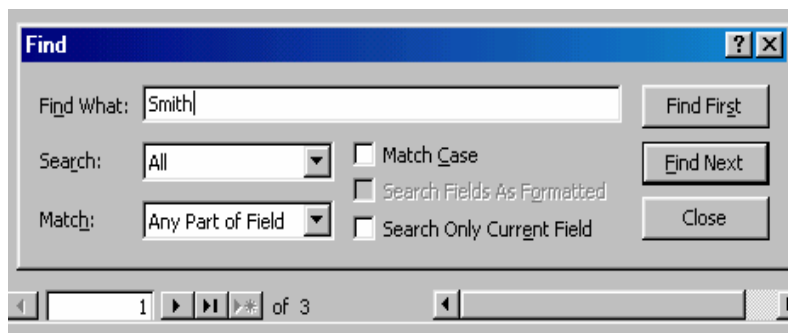 Find
Find What: Smith Find First
Search: All Match Case Find Next
Search Fields As Formatted
Match: Any Part of Field Search Only Current Field Close
1 of 3